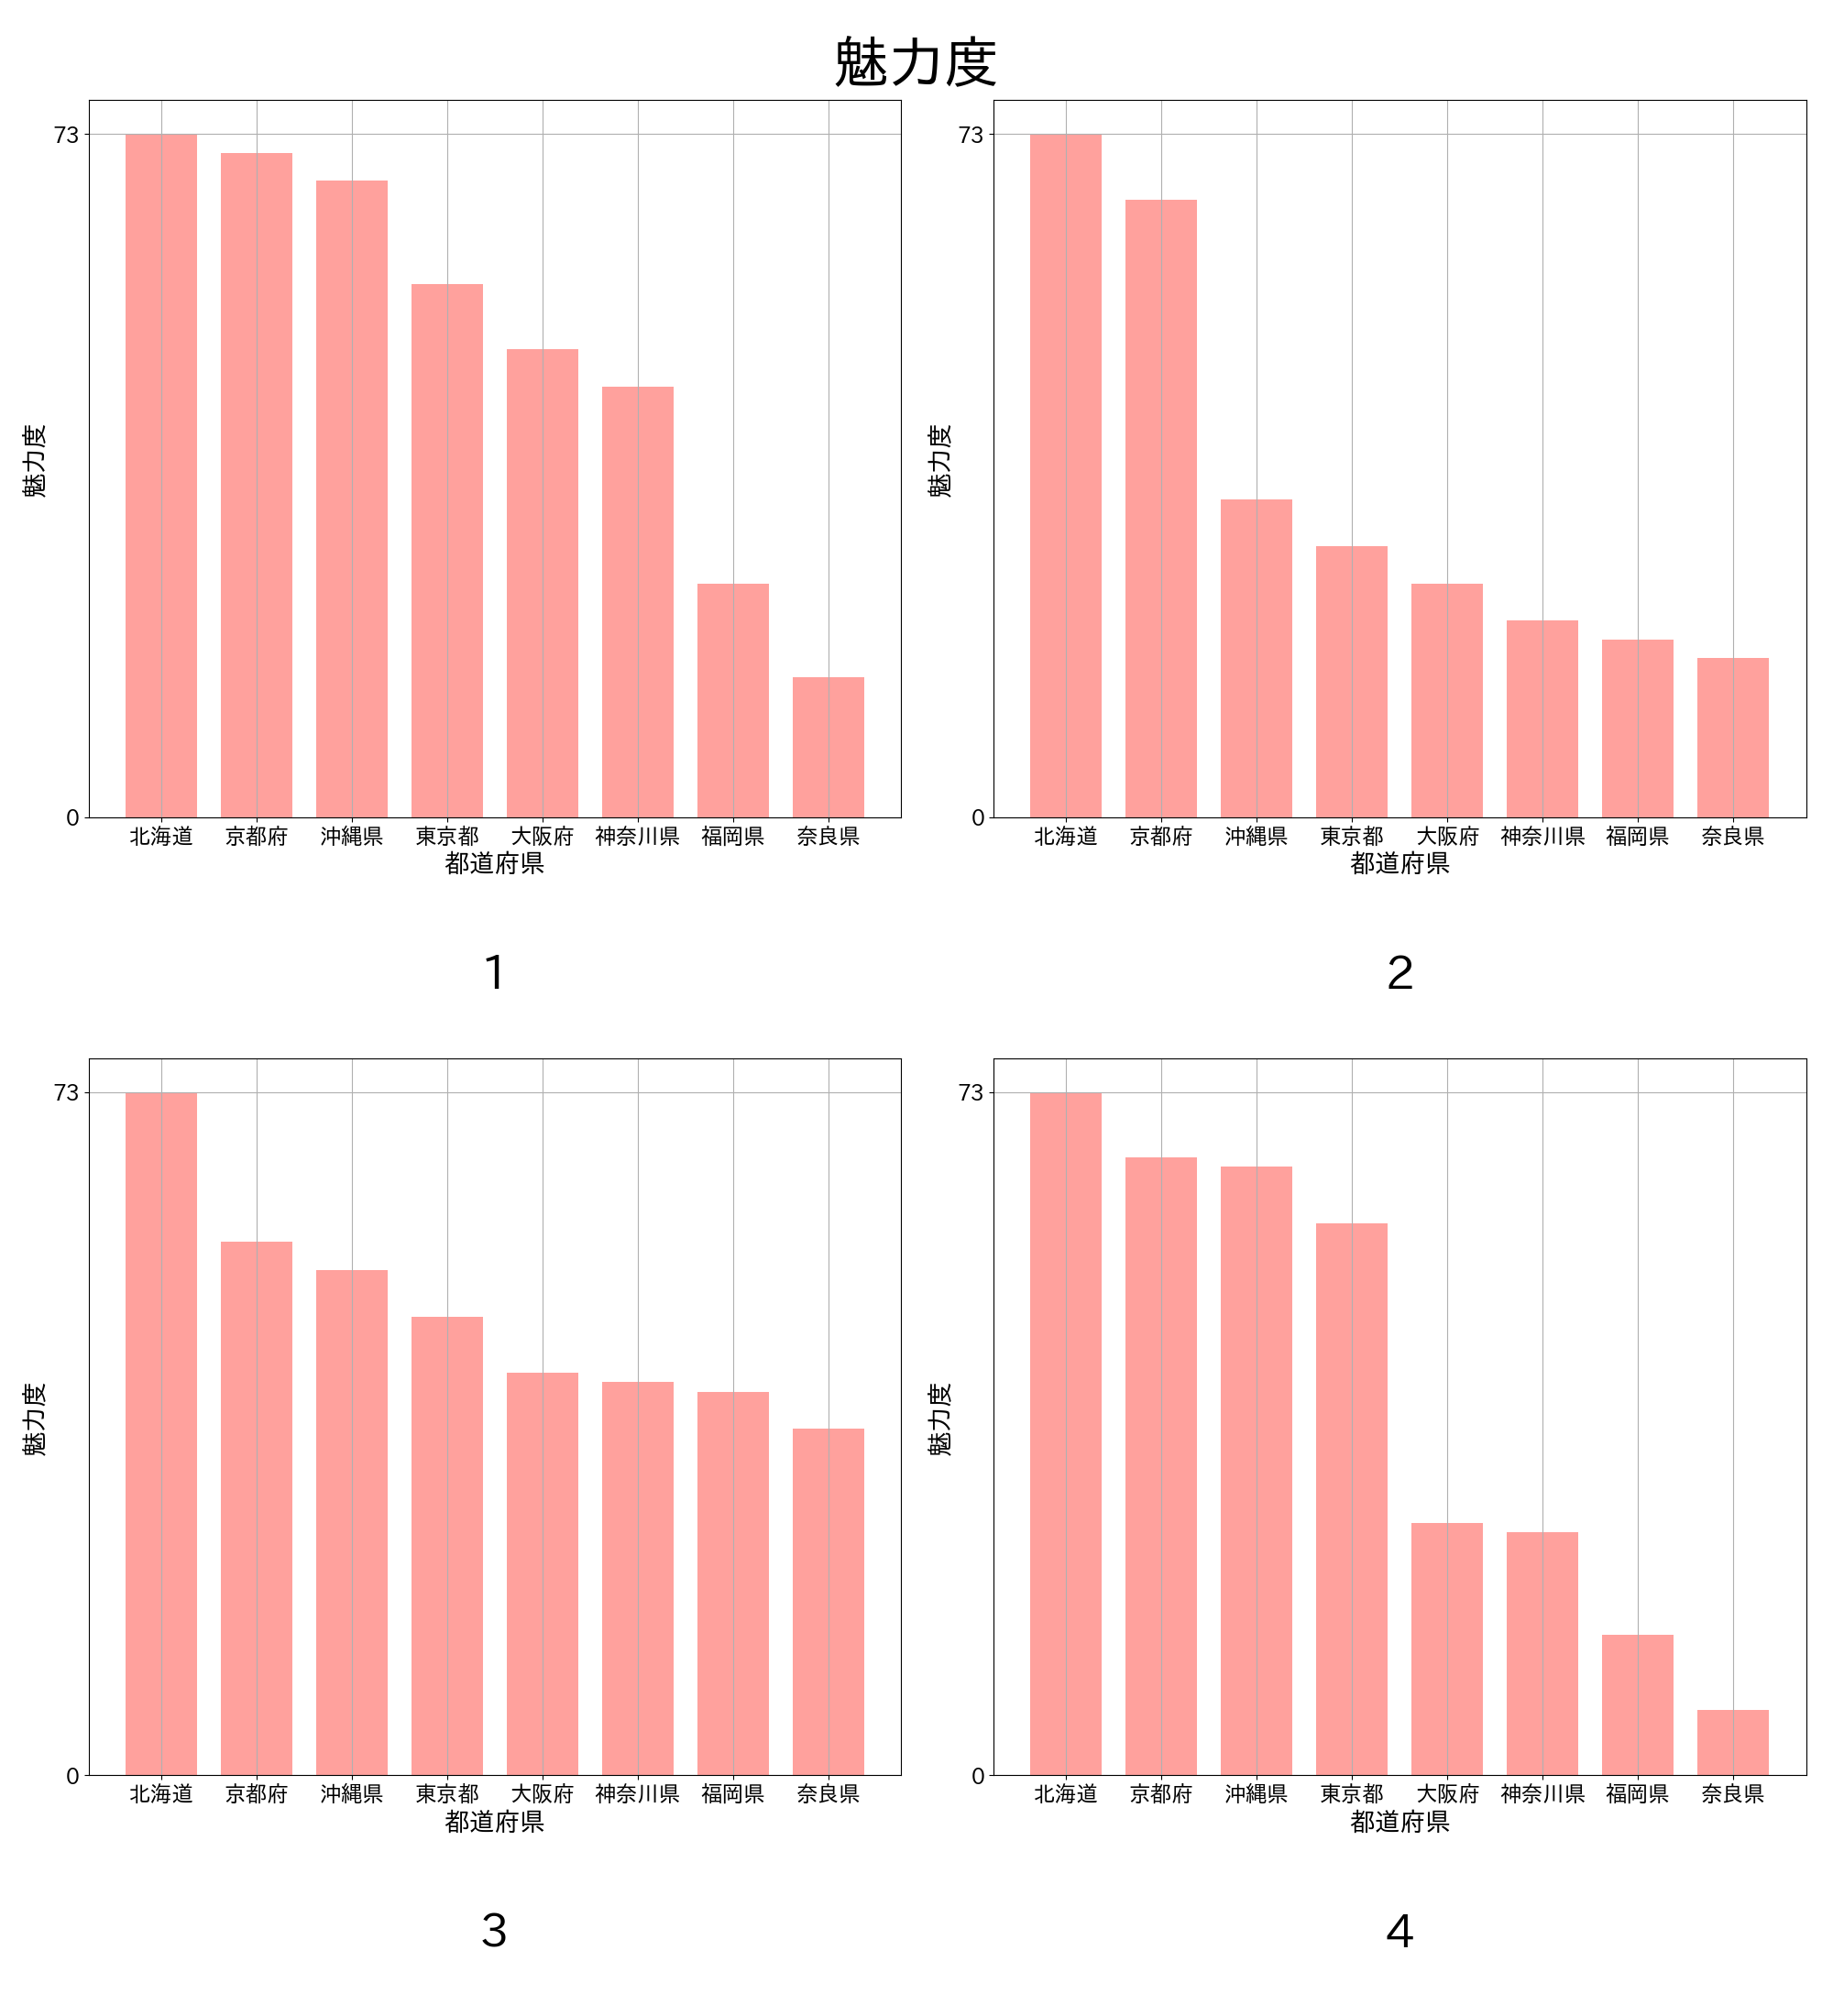 魅力度
73
0
魅力度
北海道 京都府 沖縄県 東京都 大阪府 神奈川県 福岡県 奈良県
都道府県
1
73
0
魅力度
北海道 京都府 沖縄県 東京都 大阪府 神奈川県 福岡県 奈良県
都道府県
2
73
0
魅力度
北海道 京都府 沖縄県 東京都 大阪府 神奈川県 福岡県 奈良県
都道府県
3
73
0
魅力度
北海道 京都府 沖縄県 東京都 大阪府 神奈川県 福岡県 奈良県
都道府県
4